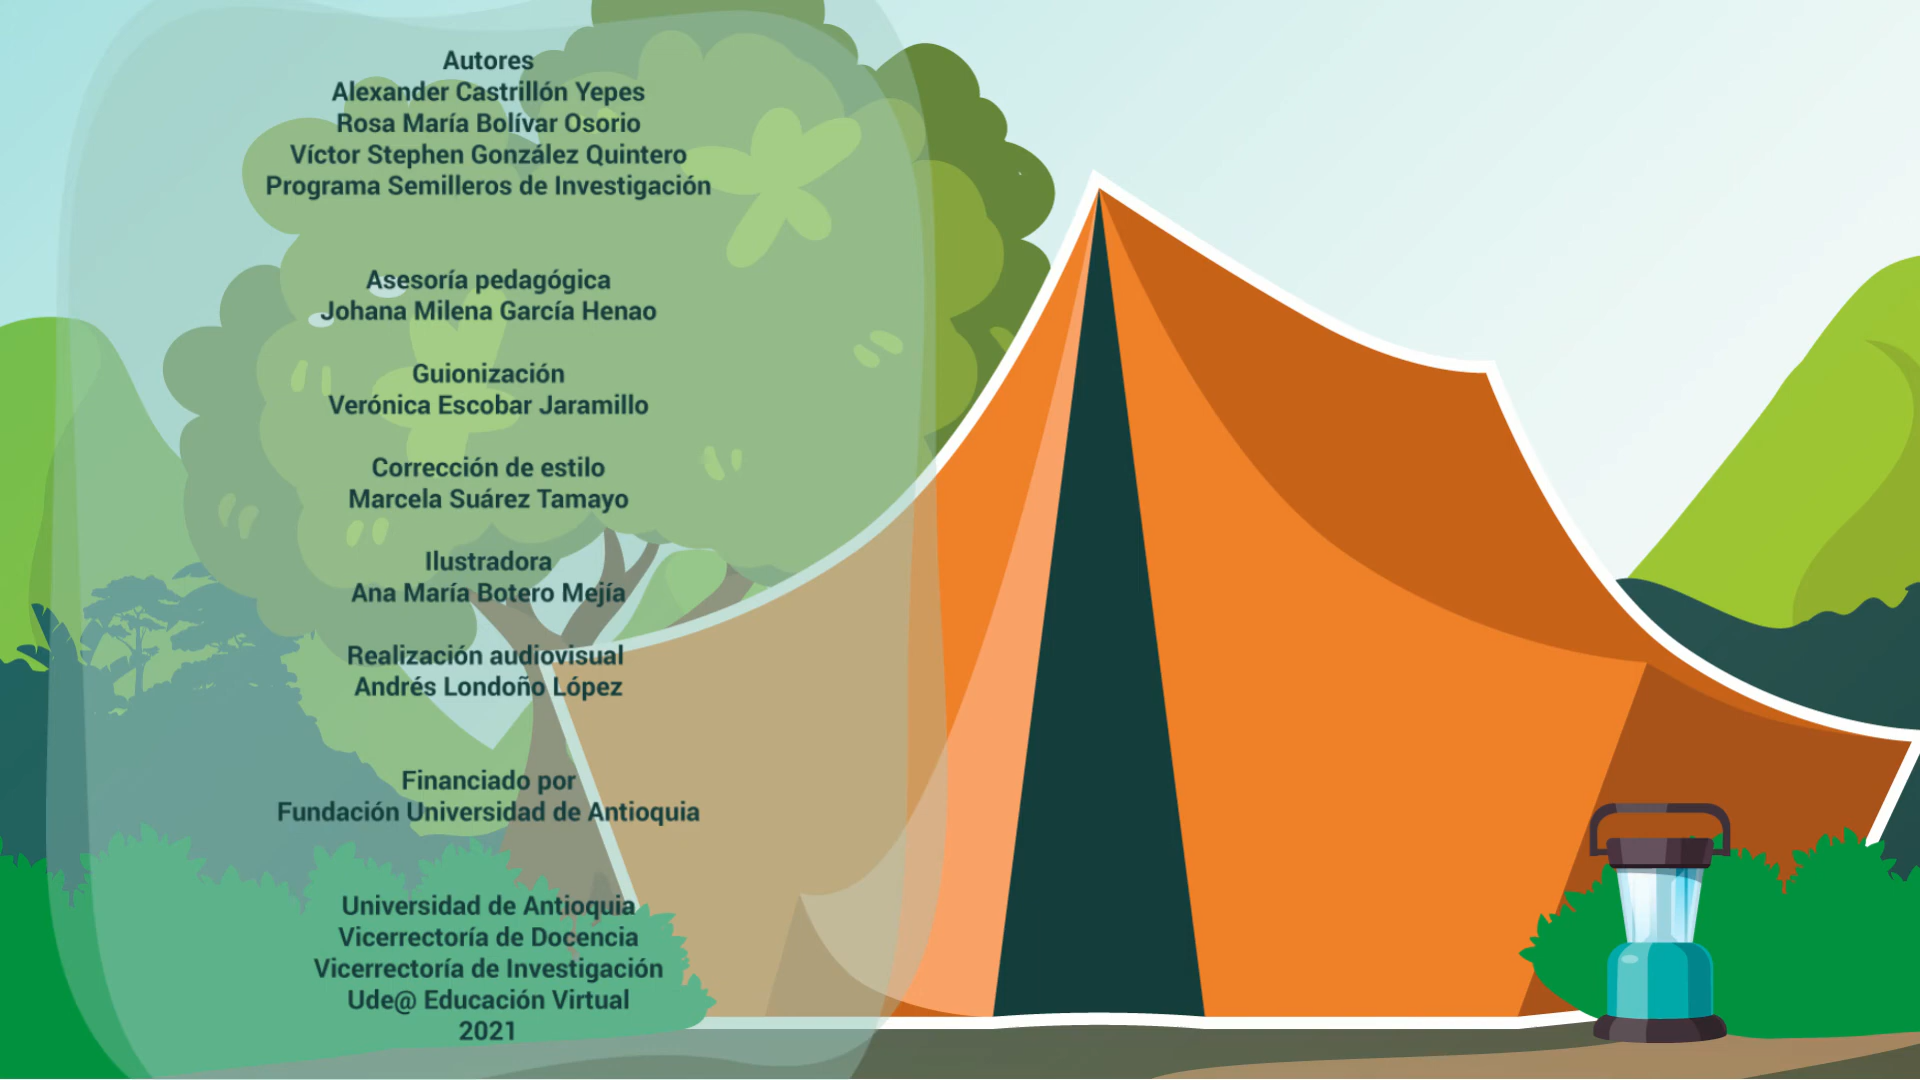 Autores
Alexander Castrillón Yepes
Rosa María Bolívar Osorio
Víctor Stephen González Quintero
Programa Semilleros de Investigación
Asesoría pedagógica
Johana Milena García Henao
Guionización
Verónica Escobar Jaramillo
Corrección de estilo
Marcela Suárez Tamayo
Ilustradora
Ana María Botero Mejía
Realización audiovisual
Andrés Londoño López
Financiado por
Fundación Universidad de Antioquia
Universidad de Antioquia
Vicerrectoría de Docencia
Vicerrectoría de Investigación
Ude@ Educación Virtual
2021